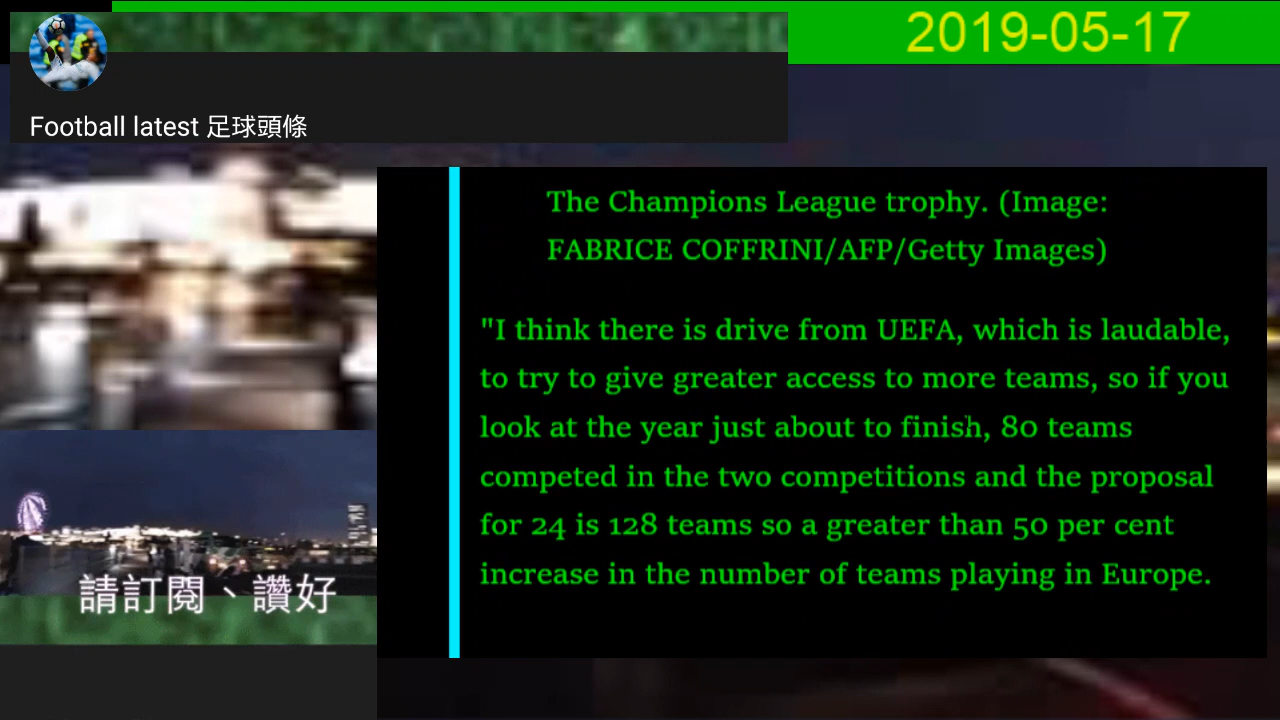 2019-05-17
Football latest 足球頭條
The Champions League trophy. (Image:
FABRICE COFFRINI/AFP/Getty Images)
"I think there is drive from UEFA, which is laudable,
to try to give greater access to more teams, so if you
look at the year just about to finish, 80 teams
competed in the two competitions and the proposal
for 24 is 128 teams so a greater than 50 per cent
increase in the number of teams playing in Europe.
請訂閱、讚好